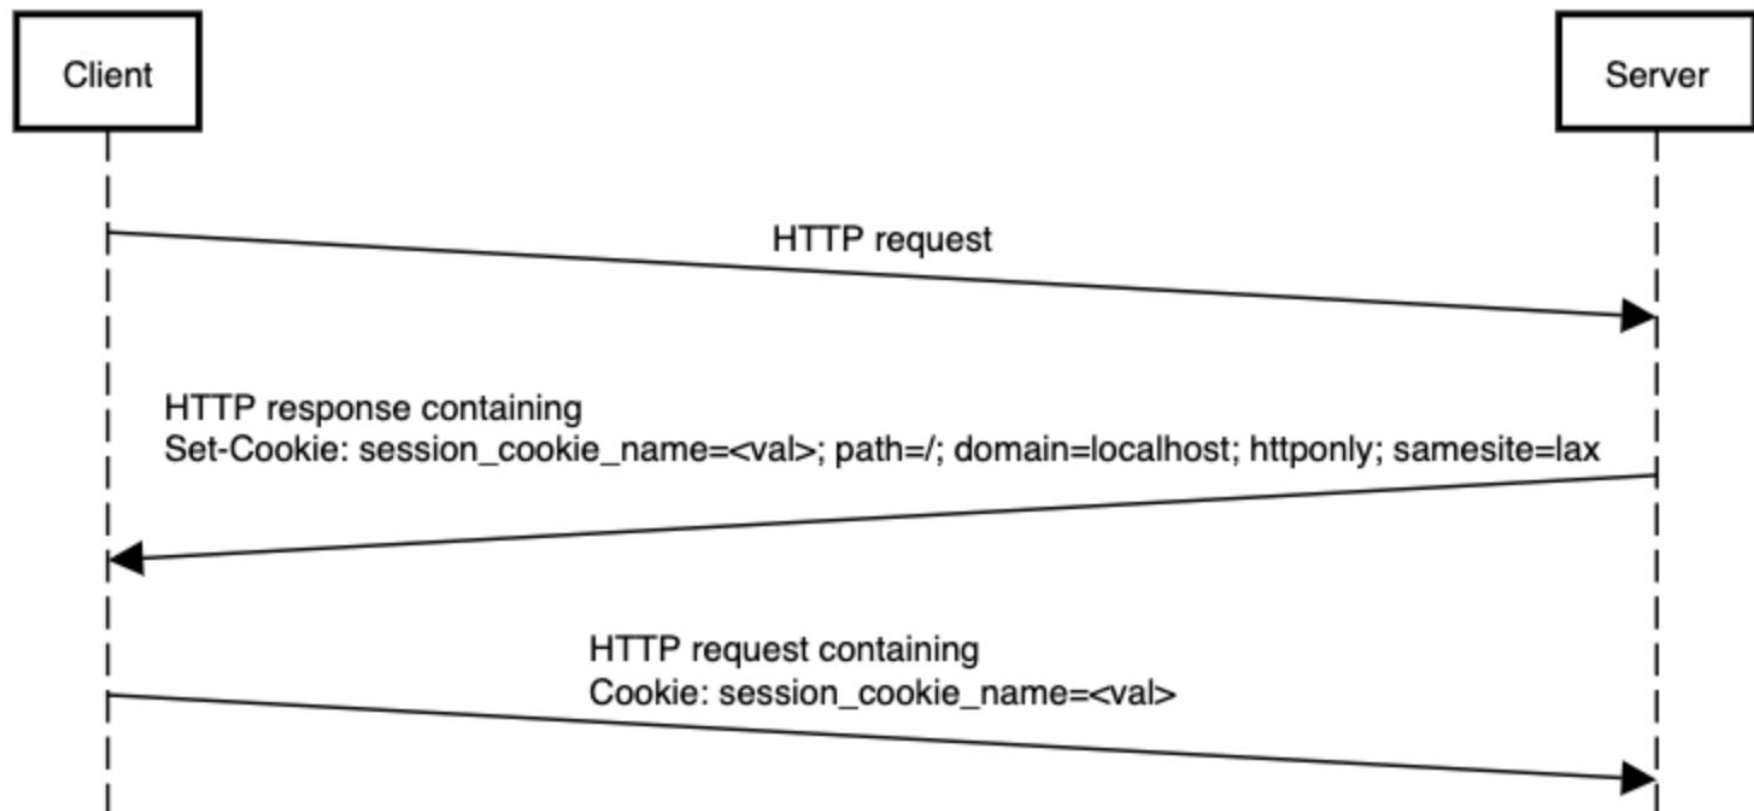 Client
Server
HTTP request
HTTP response containing
Set-Cookie: session_cookie_name=<val>; path=/; domain=localhost; httponly; samesite=lax
HTTP request containing
Cookie: session_cookie_name=<val>